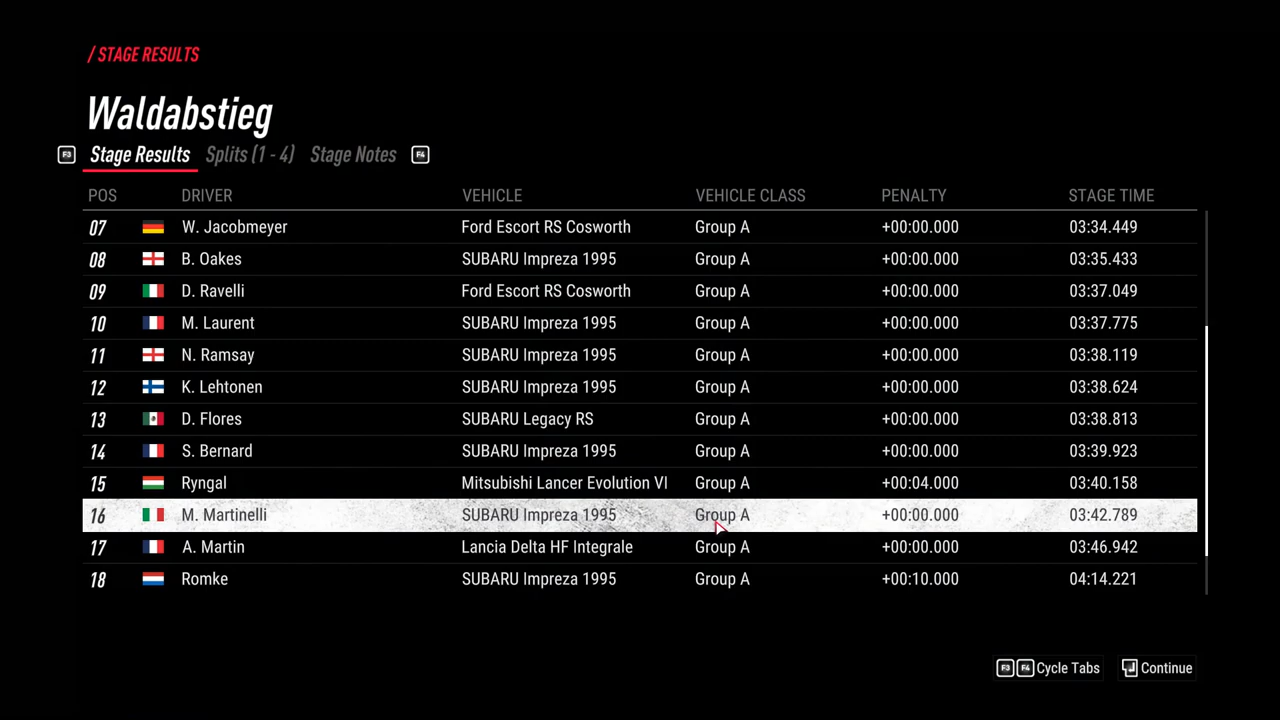 / STAGE RESULTS
Waldabstieg
F3 Stage Results Splits (1 - 4) Stage Notes F4
POS DRIVER VEHICLE VEHICLE CLASS PENALTY STAGE TIME
07 W. Jacobmeyer Ford Escort RS Cosworth Group A +00:00.000 03:34.449
08 B. Oakes SUBARU Impreza 1995 Group A +00:00.000 03:35.433
09 D. Ravelli Ford Escort RS Cosworth Group A +00:00.000 03:37.049
10 M. Laurent SUBARU Impreza 1995 Group A +00:00.000 03:37.775
11 N. Ramsay SUBARU Impreza 1995 Group A +00:00.000 03:38.119
12 K. Lehtonen SUBARU Impreza 1995 Group A +00:00.000 03:38.624
13 D. Flores SUBARU Legacy RS Group A +00:00.000 03:38.813
14 S. Bernard SUBARU Impreza 1995 Group A +00:00.000 03:39.923
15 Ryngal Mitsubishi Lancer Evolution VI Group A +00:04.000 03:40.158
16 M. Martinelli SUBARU Impreza 1995 Group A +00:00.000 03:42.789
17 A. Martin Lancia Delta HF Integrale Group A +00:00.000 03:46.942
18 Romke SUBARU Impreza 1995 Group A +00:10.000 04:14.221
F3 F4 Cycle Tabs Continue